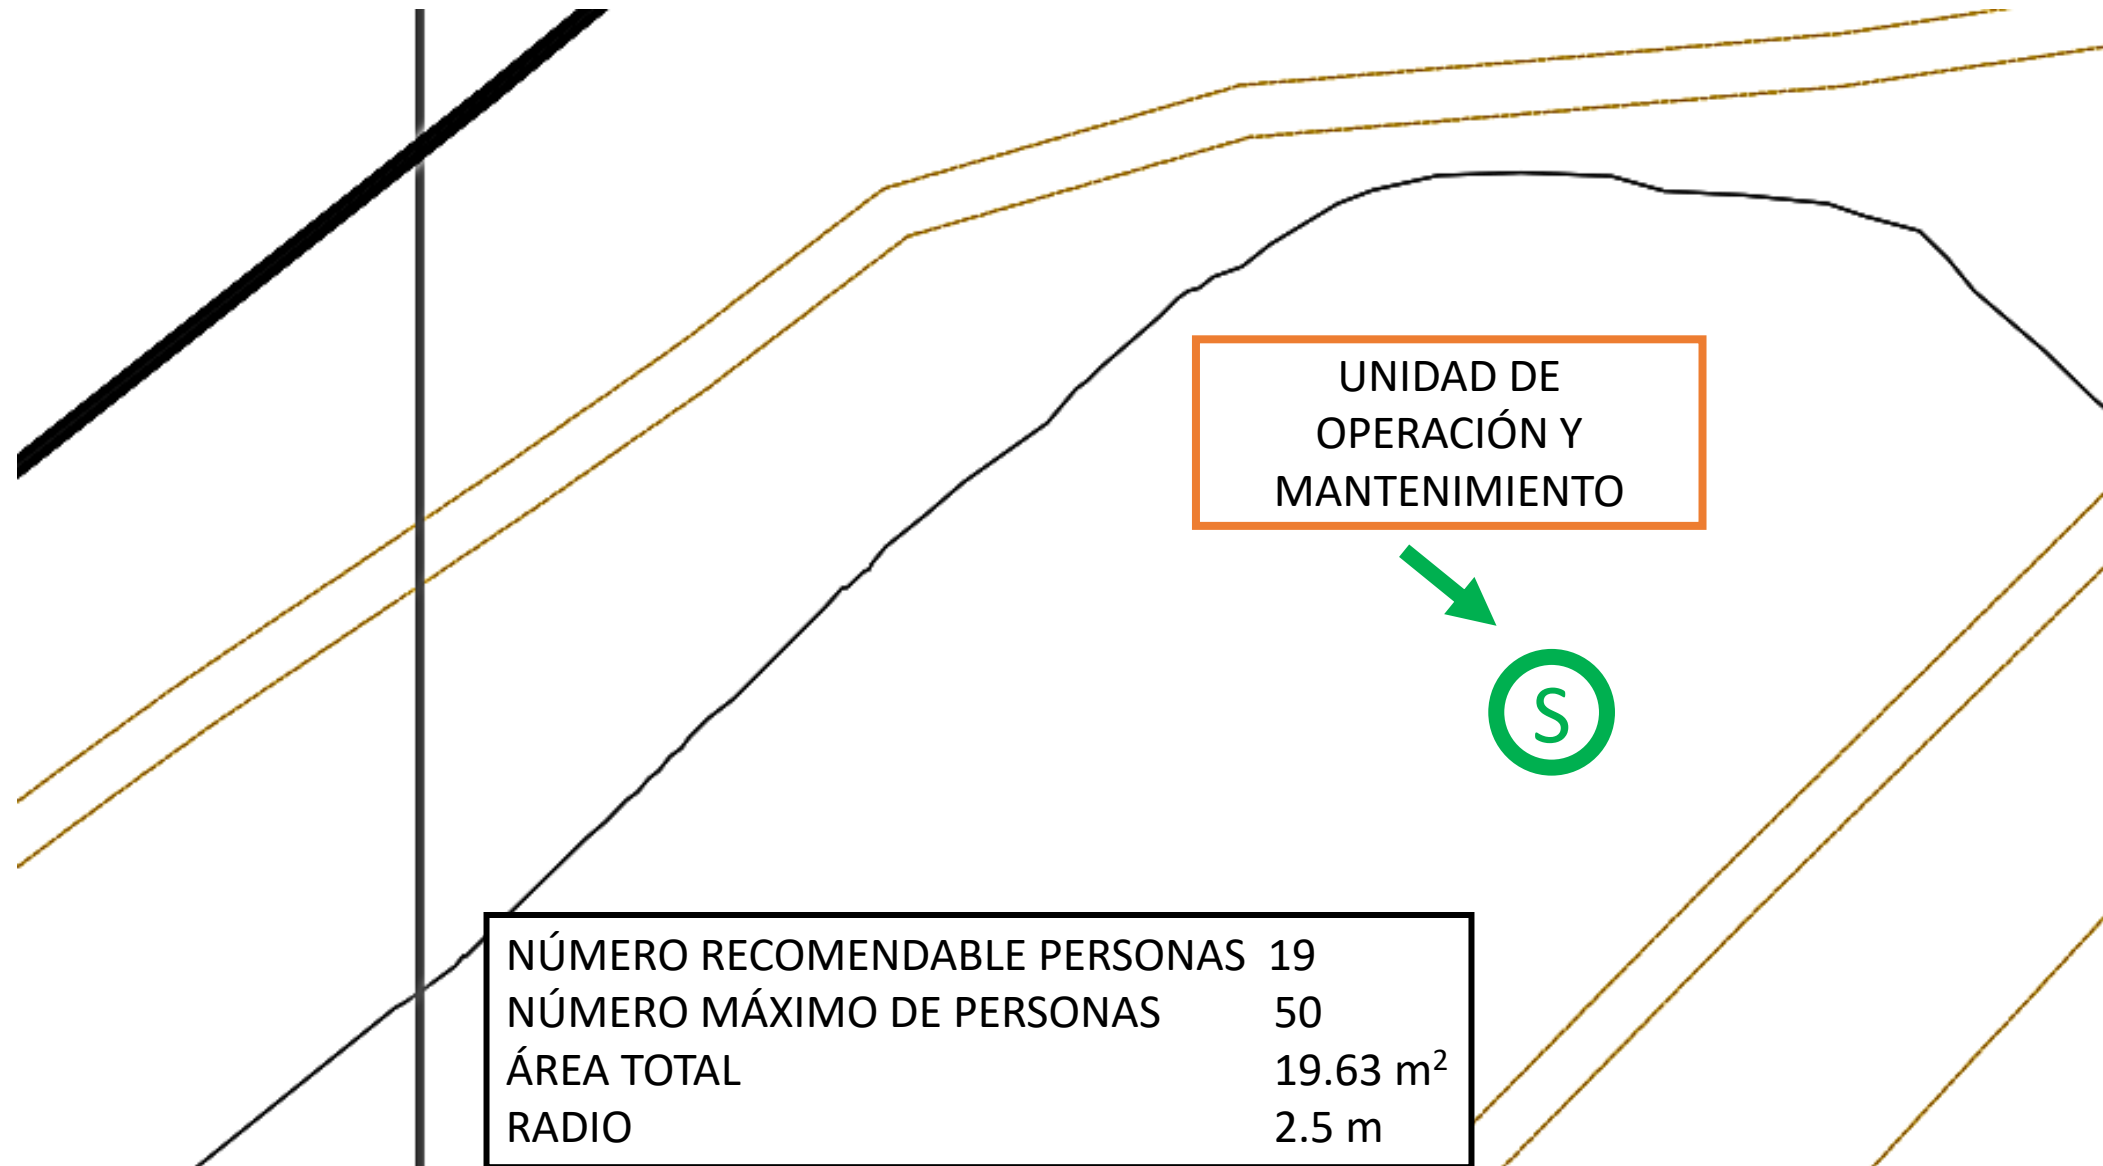 UNIDAD DE
OPERACIÓN Y
MANTENIMIENTO
S
NÚMERO RECOMENDABLE PERSONAS 19
NÚMERO MÁXIMO DE PERSONAS 50
ÁREA TOTAL 19.63 m²
RADIO 2.5 m